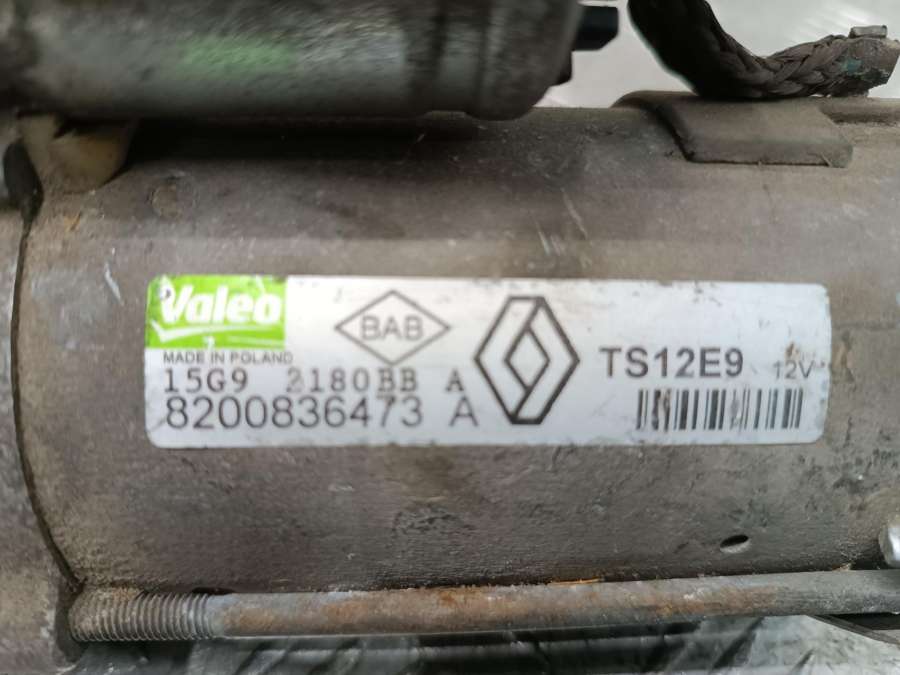 Valeo
BAB
MADE IN POLAND
15G9 2180BB A
8200836473 A
TS12E9 12V